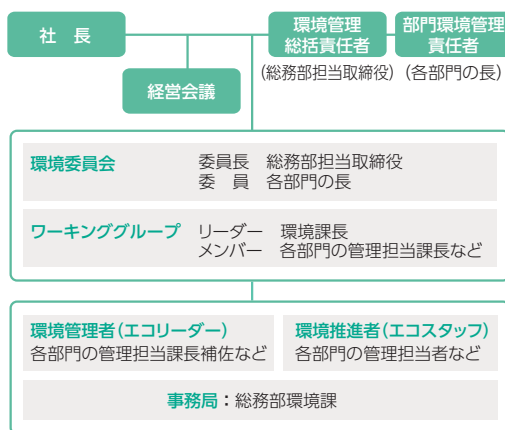 社　長
環境管理
総括責任者
部門環境管理
責任者
(総務部担当取締役)
(各部門の長)
経営会議
環境委員会　委員長　総務部担当取締役
委　員　各部門の長
ワーキンググループ　リーダー　環境課長
メンバー　各部門の管理担当課長など
環境管理者（エコリーダー）
各部門の管理担当課長補佐など
環境推進者（エコスタッフ）
各部門の管理担当者など
事務局：総務部環境課